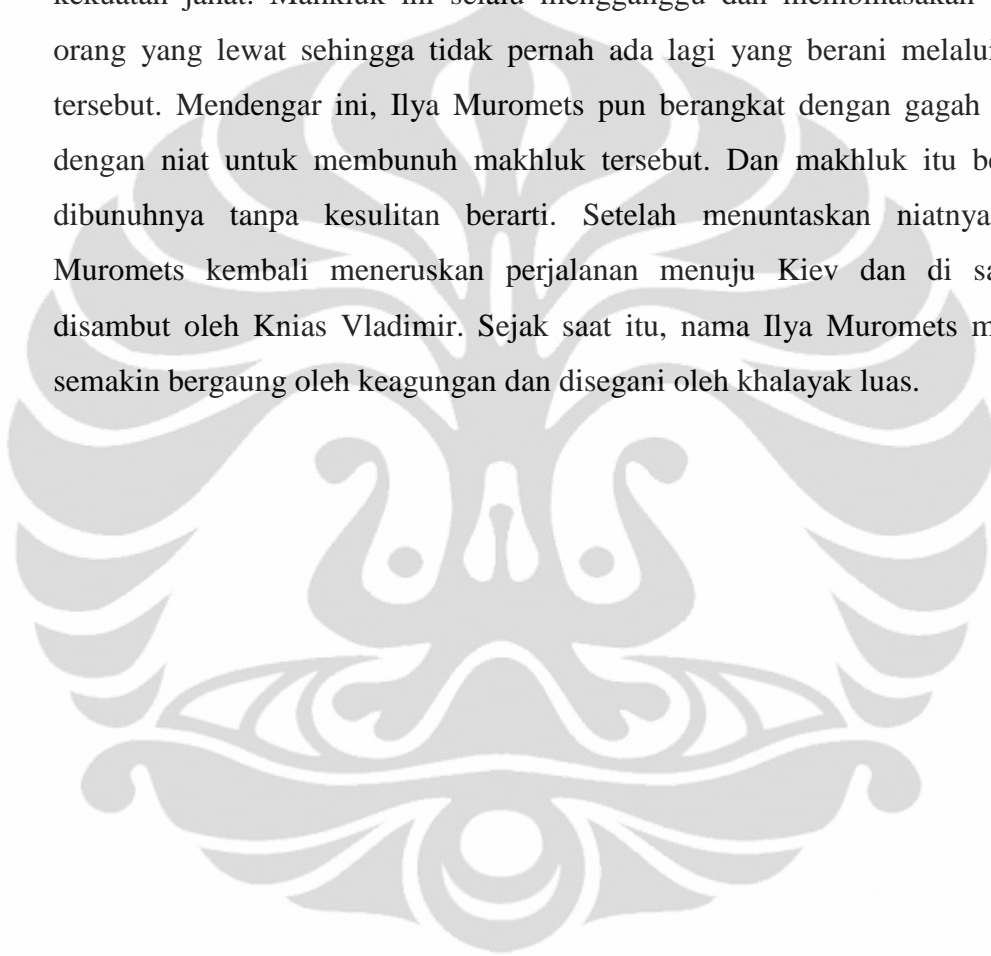 kekuatan jahat. Mahkluk ini selalu mengganggu dan membinasakan
orang yang lewat sehingga tidak pernah ada lagi yang berani melalui
tersebut. Mendengar ini, Ilya Muromets pun berangkat dengan gagah
dengan niat untuk membunuh makhluk tersebut. Dan makhluk itu
dibunuhnya tanpa kesulitan berarti. Setelah menuntaskan niatnya
Muromets kembali meneruskan perjalanan menuju Kiev dan di
disambut oleh Knias Vladimir. Sejak saat itu, nama Ilya Muromets
semakin bergaung oleh keagungan dan disegani oleh khalayak luas.